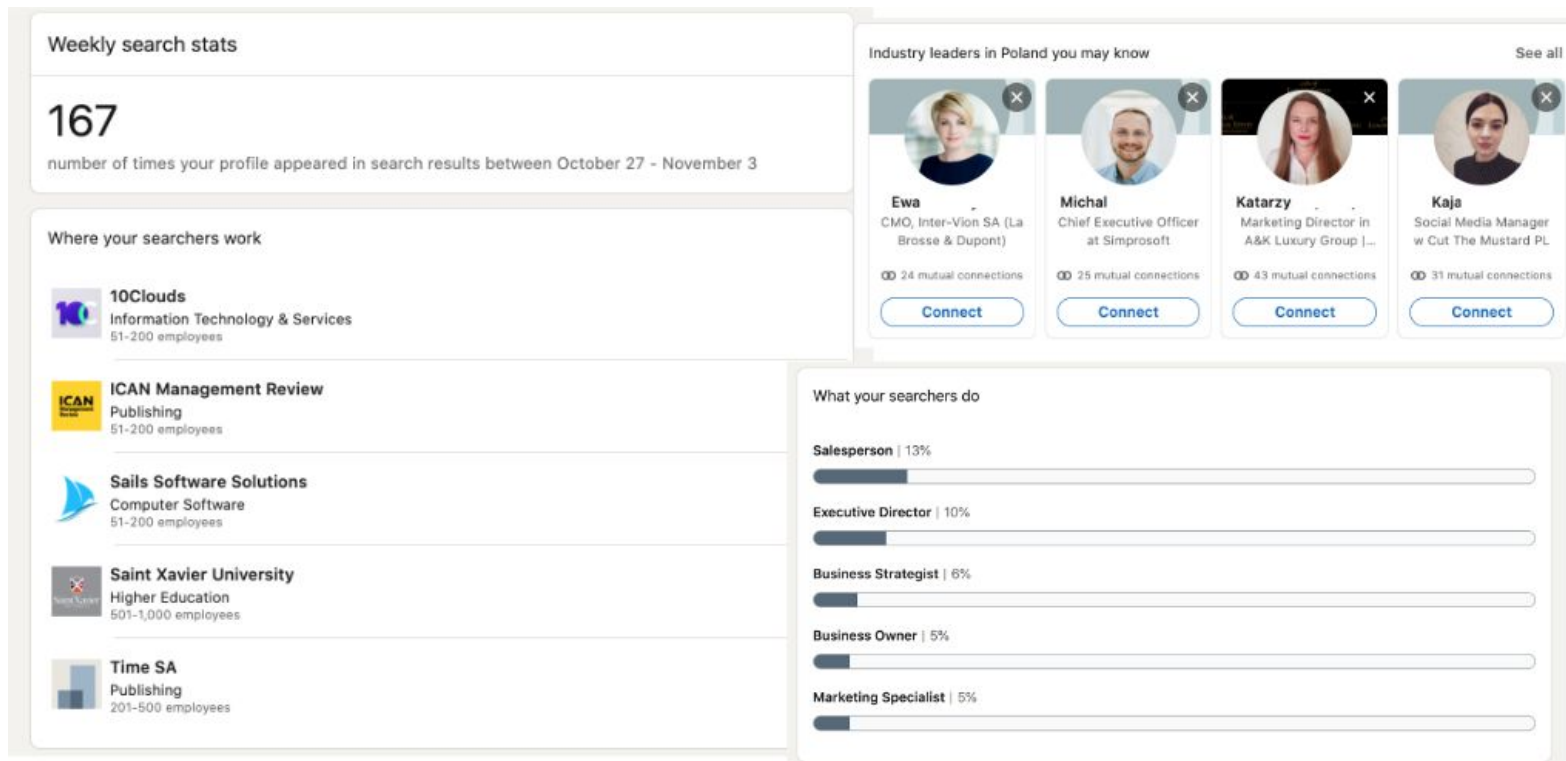 Weekly search stats
167
number of times your profile appeared in search results between October 27 - November 3
Where your searchers work
10Clouds
Information Technology & Services
51-200 employees
ICAN
Management
Review
ICAN Management Review
Publishing
51-200 employees
Sails Software Solutions
Computer Software
51-200 employees
Saint Xavier University
Higher Education
501-1,000 employees
Time SA
Publishing
201-500 employees
Industry leaders in Poland you may know
See all
Ewa
CMO, Inter-Vion SA (La
Brosse & Dupont)
24 mutual connections
Connect
Michal
Chief Executive Officer
at Simprosoft
25 mutual connections
Connect
Katarzy
Marketing Director in
A&K Luxury Group |...
43 mutual connections
Connect
Kaja
Social Media Manager
w Cut The Mustard PL
31 mutual connections
Connect
What your searchers do
Salesperson | 13%
Executive Director | 10%
Business Strategist | 6%
Business Owner | 5%
Marketing Specialist | 5%